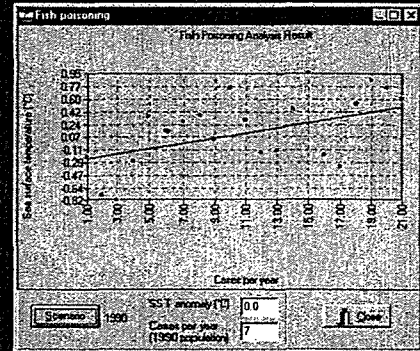 Fish poisoning
Fish Poisoning Analysis Result
Sea surface temperature (°C)
0.95
0.77
0.60
0.42
0.24
0.07
0.11
0.29
0.47
0.64
0.82
1.00 3.00 5.00 7.00 9.00 11.00 13.00 15.00 17.00 19.00 21.00
Cases per year
Scenario 1990
SST anomaly (°C) 0.0
Cases per year
(1990 population) 7
Close